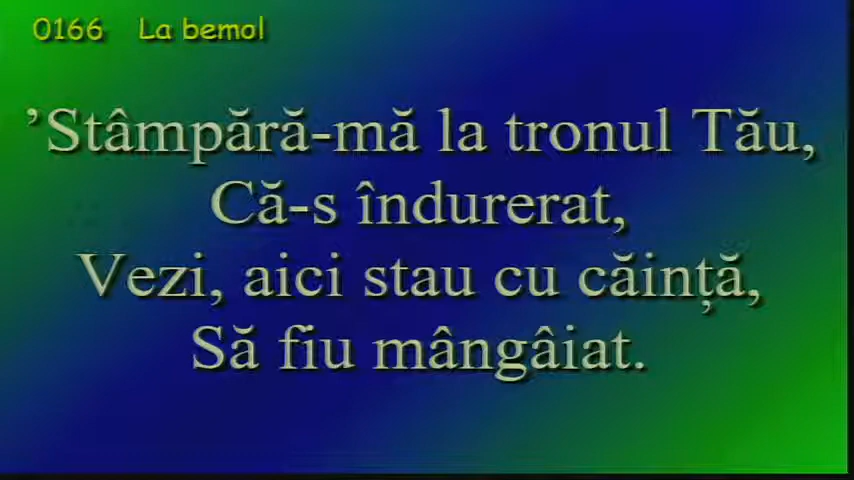 0166 La bemol
’Stâmpără-mă la tronul Tău,
Că-s îndurerat,
Vezi, aici stau cu căință,
Să fiu mângâiat.